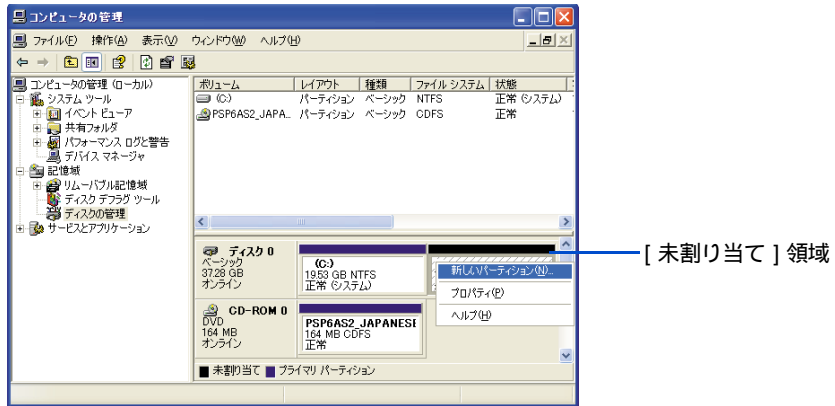 コンピュータの管理
ファイル(F) 操作(A) 表示(V) ウィンドウ(W) ヘルプ(H)
コンピュータの管理 (ローカル)
システム ツール
イベント ビューア
共有フォルダ
パフォーマンス ログと警告
デバイス マネージャ
記憶域
リムーバブル記憶域
ディスク デフラグ ツール
ディスクの管理
サービスとアプリケーション
ボリューム レイアウト 種類 ファイル システム 状態
(C:) パーティション ベーシック NTFS 正常 (システム)
PSP6AS2_JAPA... パーティション ベーシック CDFS 正常
ディスク 0
ベーシック
37.28 GB
オンライン
(C:)
19.53 GB NTFS
正常 (システム)
新しいパーティション(N)...
プロパティ(P)
ヘルプ(H)
[ 未割り当て ] 領域
CD-ROM 0
DVD
164 MB
オンライン
PSP6AS2_JAPANESE
164 MB CDFS
正常
未割り当て プライマリ パーティション